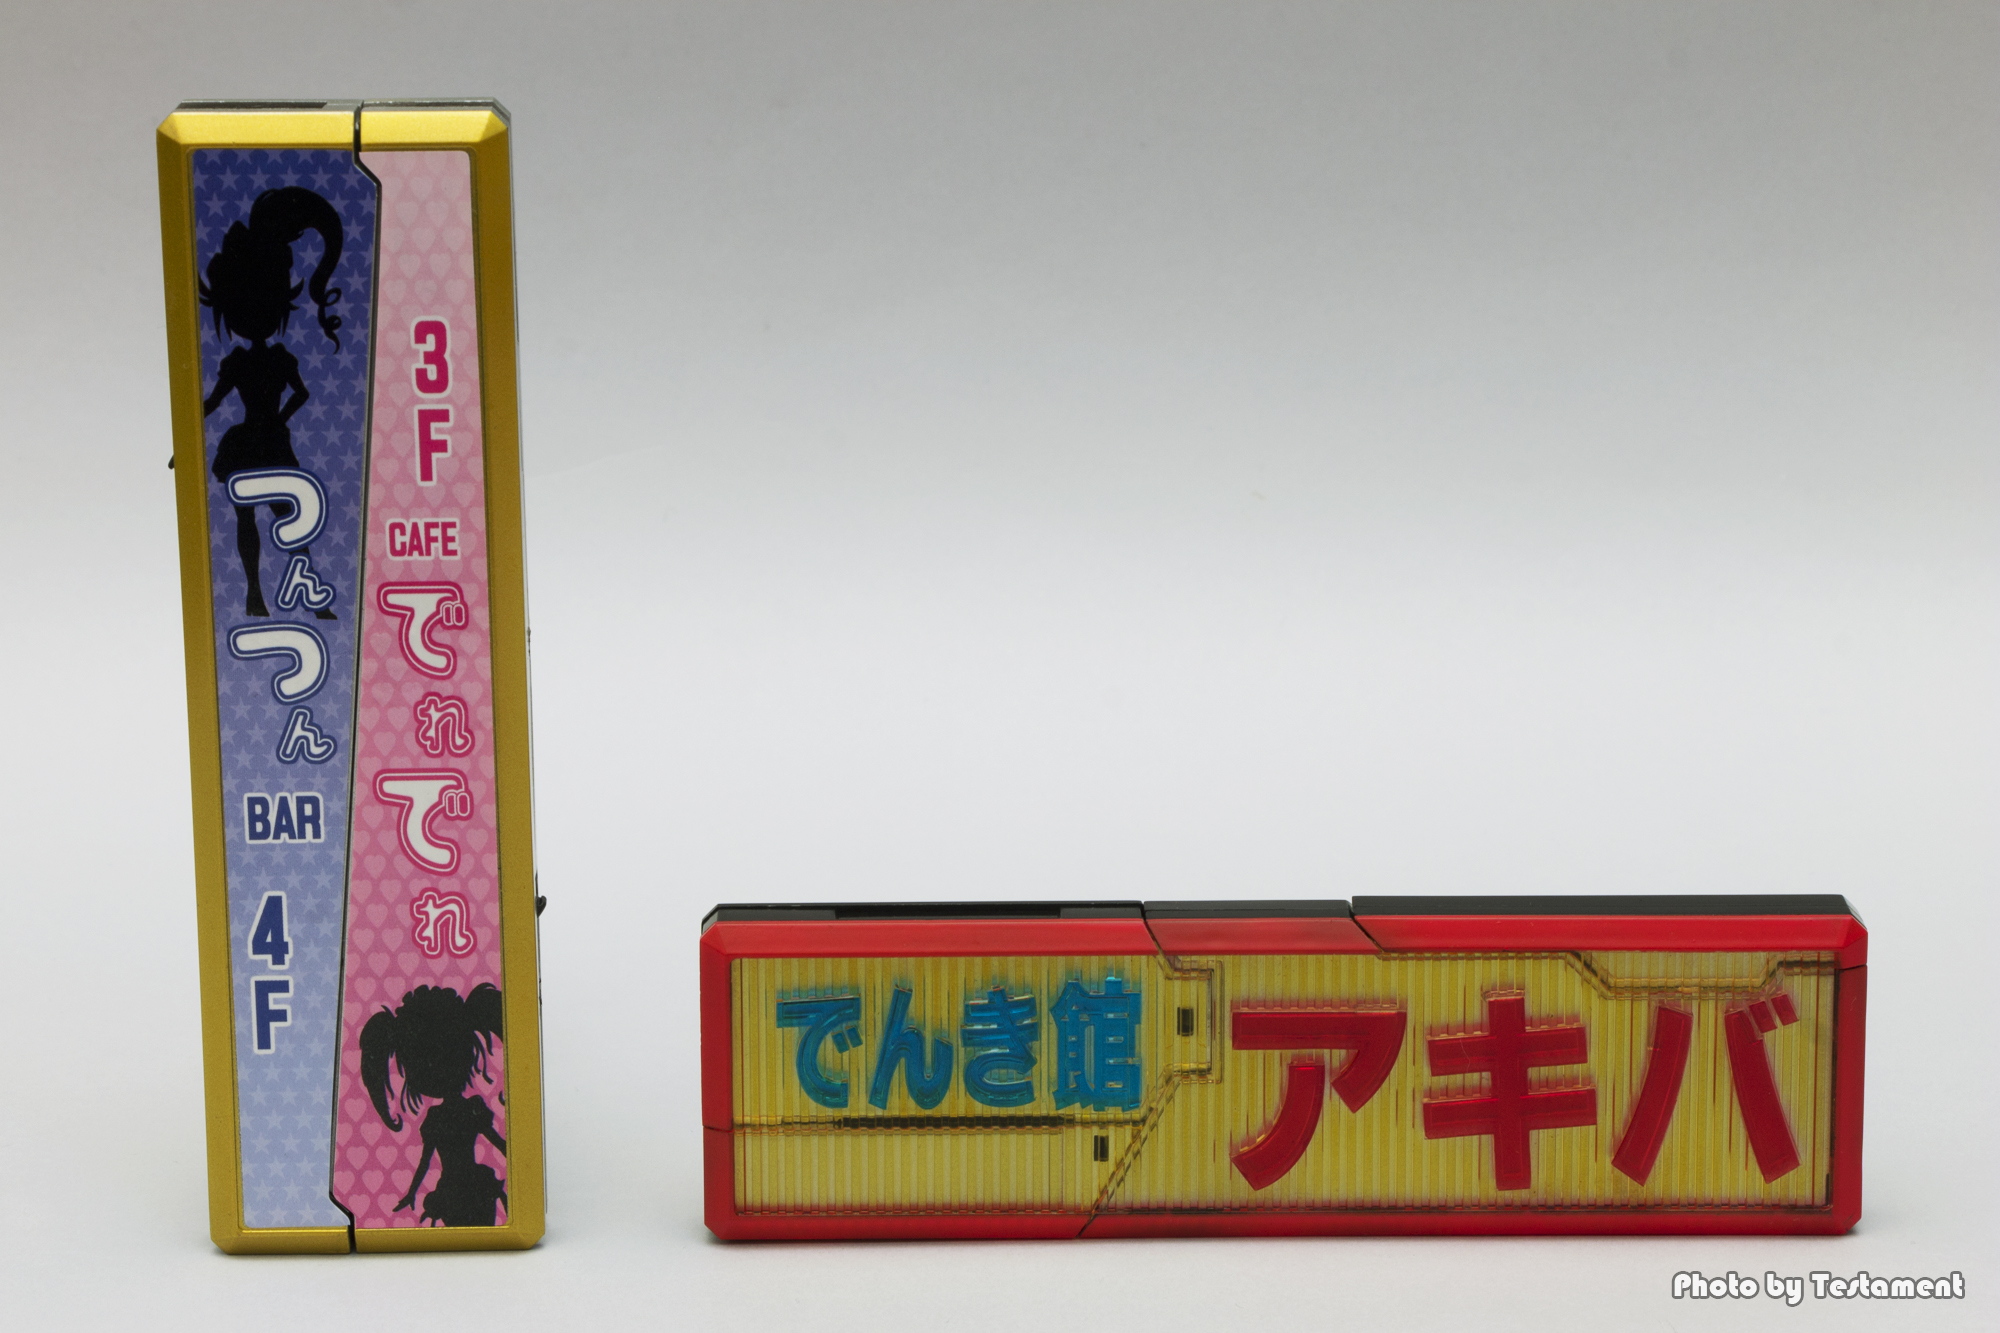 つんつん
BAR
4F
3F
CAFE
でれでれ
でんき館
アキバ
Photo by Testament